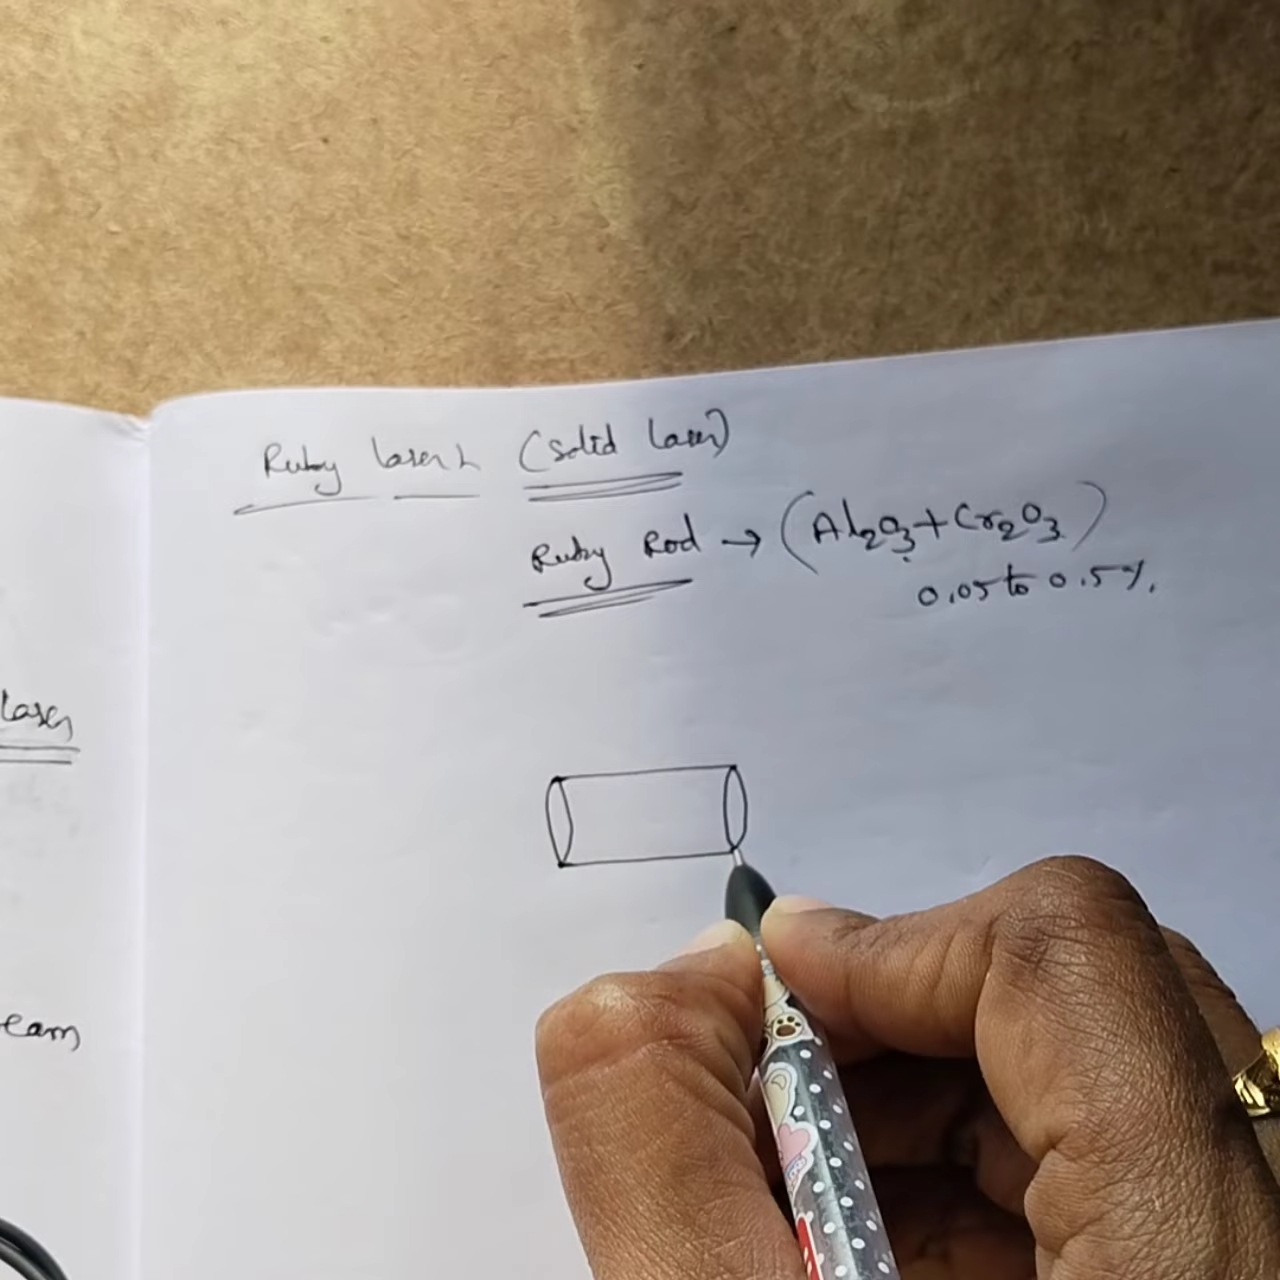 Ruby laser:- (Solid laser)
Ruby Rod → (Al₂O₃+Cr₂O₃)
0.05 to 0.5%.
laser
eam